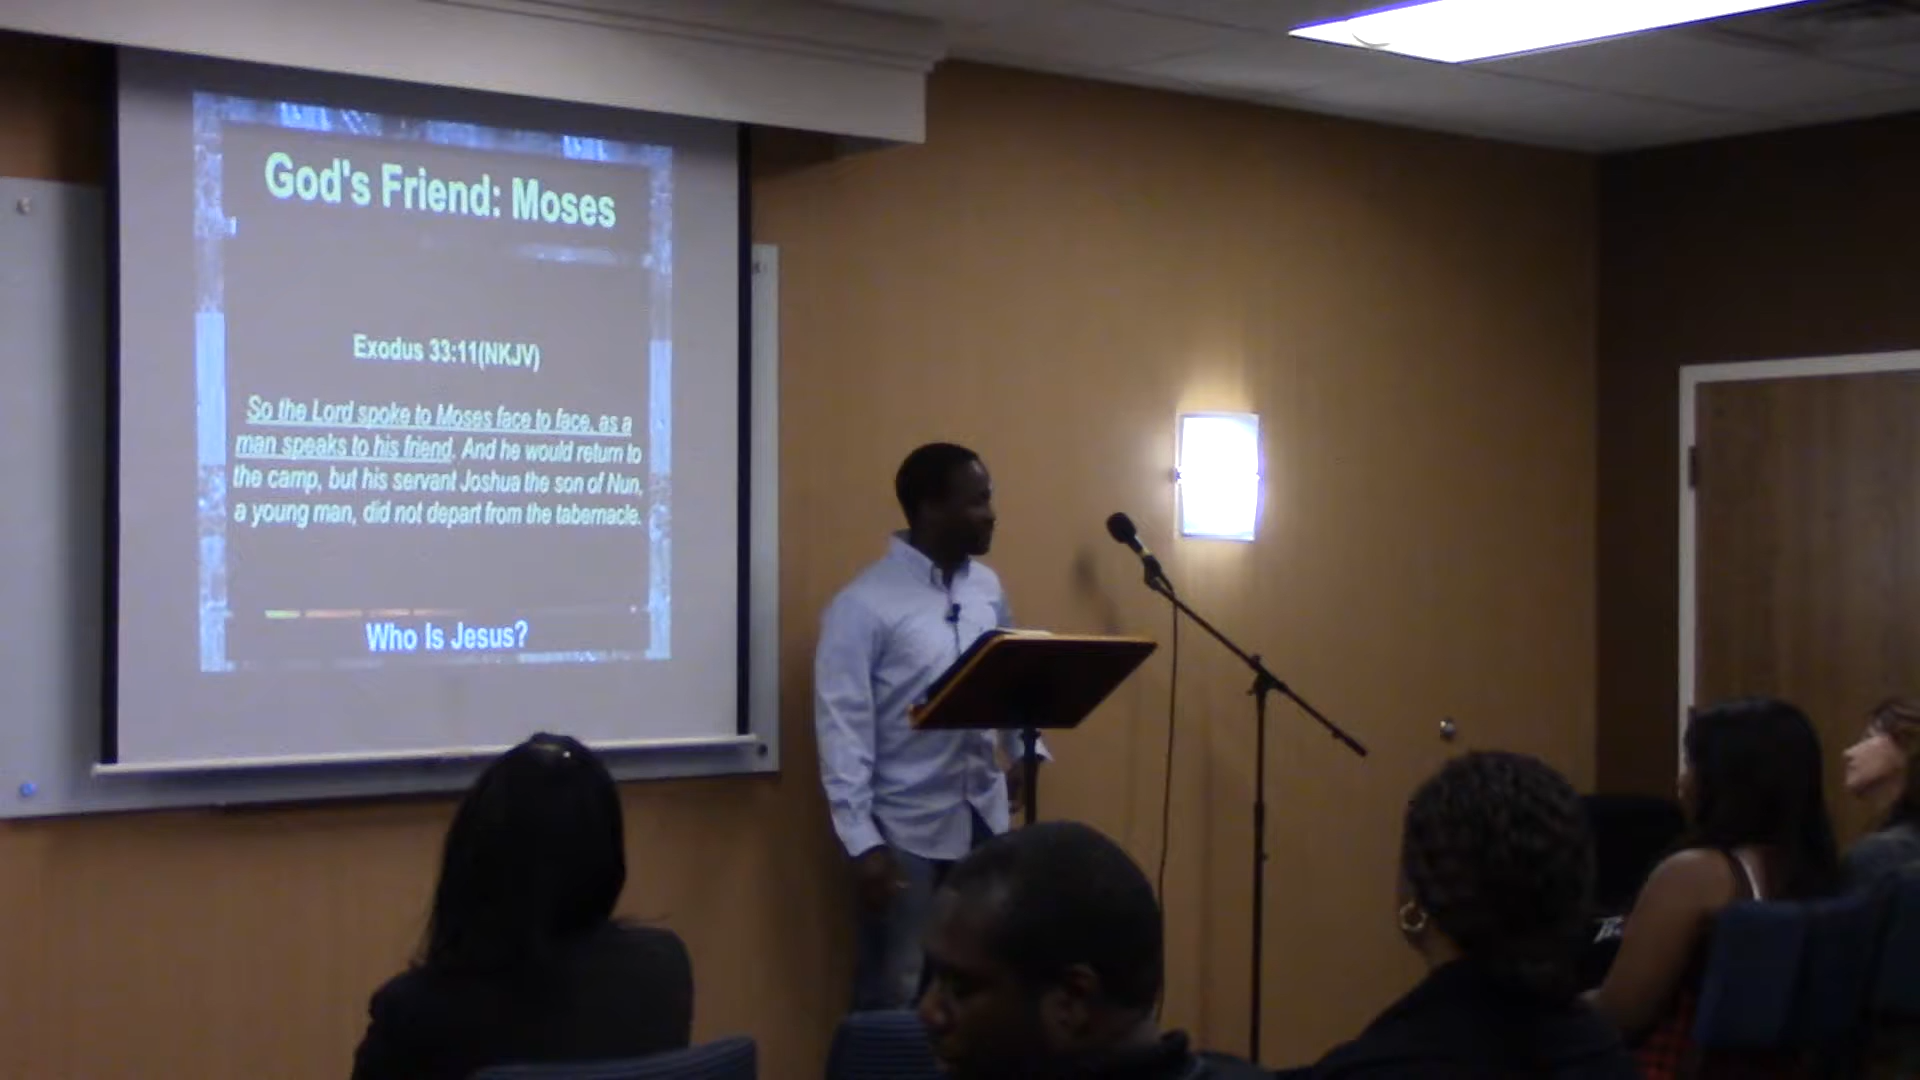 God's Friend: Moses
Exodus 33:11(NKJV)
So the Lord spoke to Moses face to face, as a
man speaks to his friend. And he would return to
the camp, but his servant Joshua the son of Nun,
a young man, did not depart from the tabernacle.
Who Is Jesus?